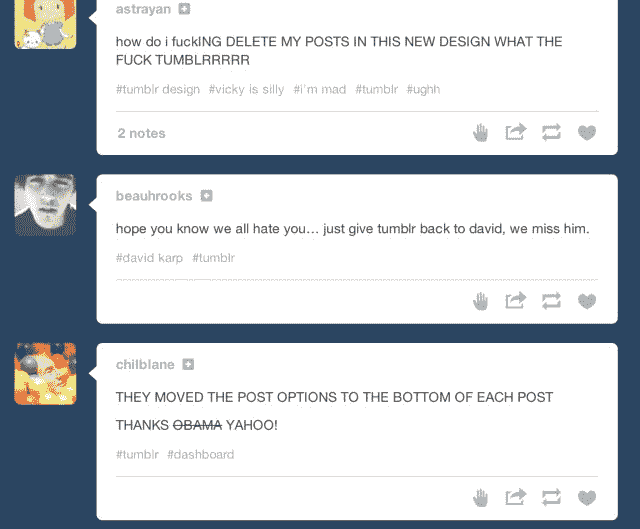 astrayan
how do i fuckING DELETE MY POSTS IN THIS NEW DESIGN WHAT THE
FUCK TUMBLRRRRR
#tumblr design #vicky is silly #i'm mad #tumblr #ughh
2 notes
beauhrooks
hope you know we all hate you... just give tumblr back to david, we miss him.
#david karp #tumblr
chilblane
THEY MOVED THE POST OPTIONS TO THE BOTTOM OF EACH POST
THANKS OBAMA YAHOO!
#tumblr #dashboard